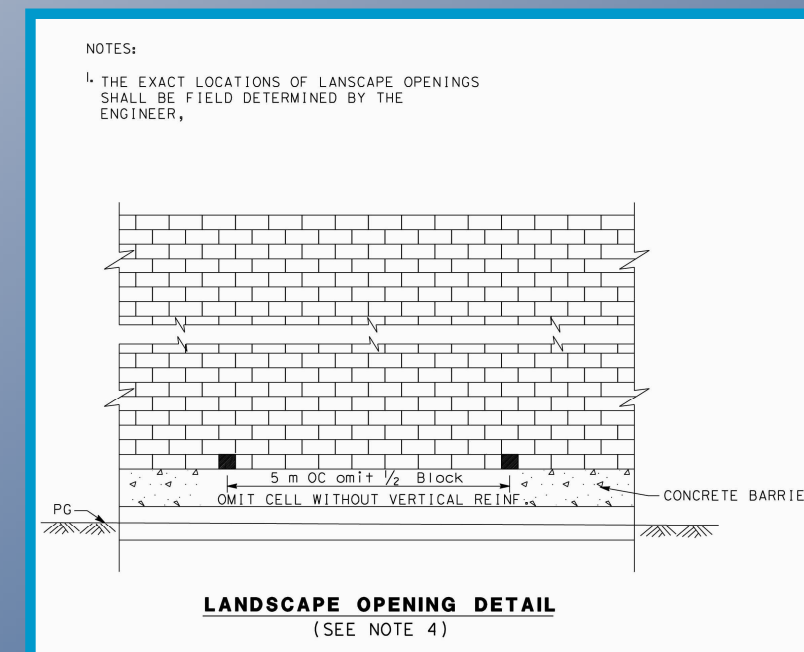 NOTES:
1. THE EXACT LOCATIONS OF LANSCAPE OPENINGS
SHALL BE FIELD DETERMINED BY THE
ENGINEER,
5 m OC omit 1/2 Block
OMIT CELL WITHOUT VERTICAL REINF.
CONCRETE BARRIE
PG
LANDSCAPE OPENING DETAIL
(SEE NOTE 4)